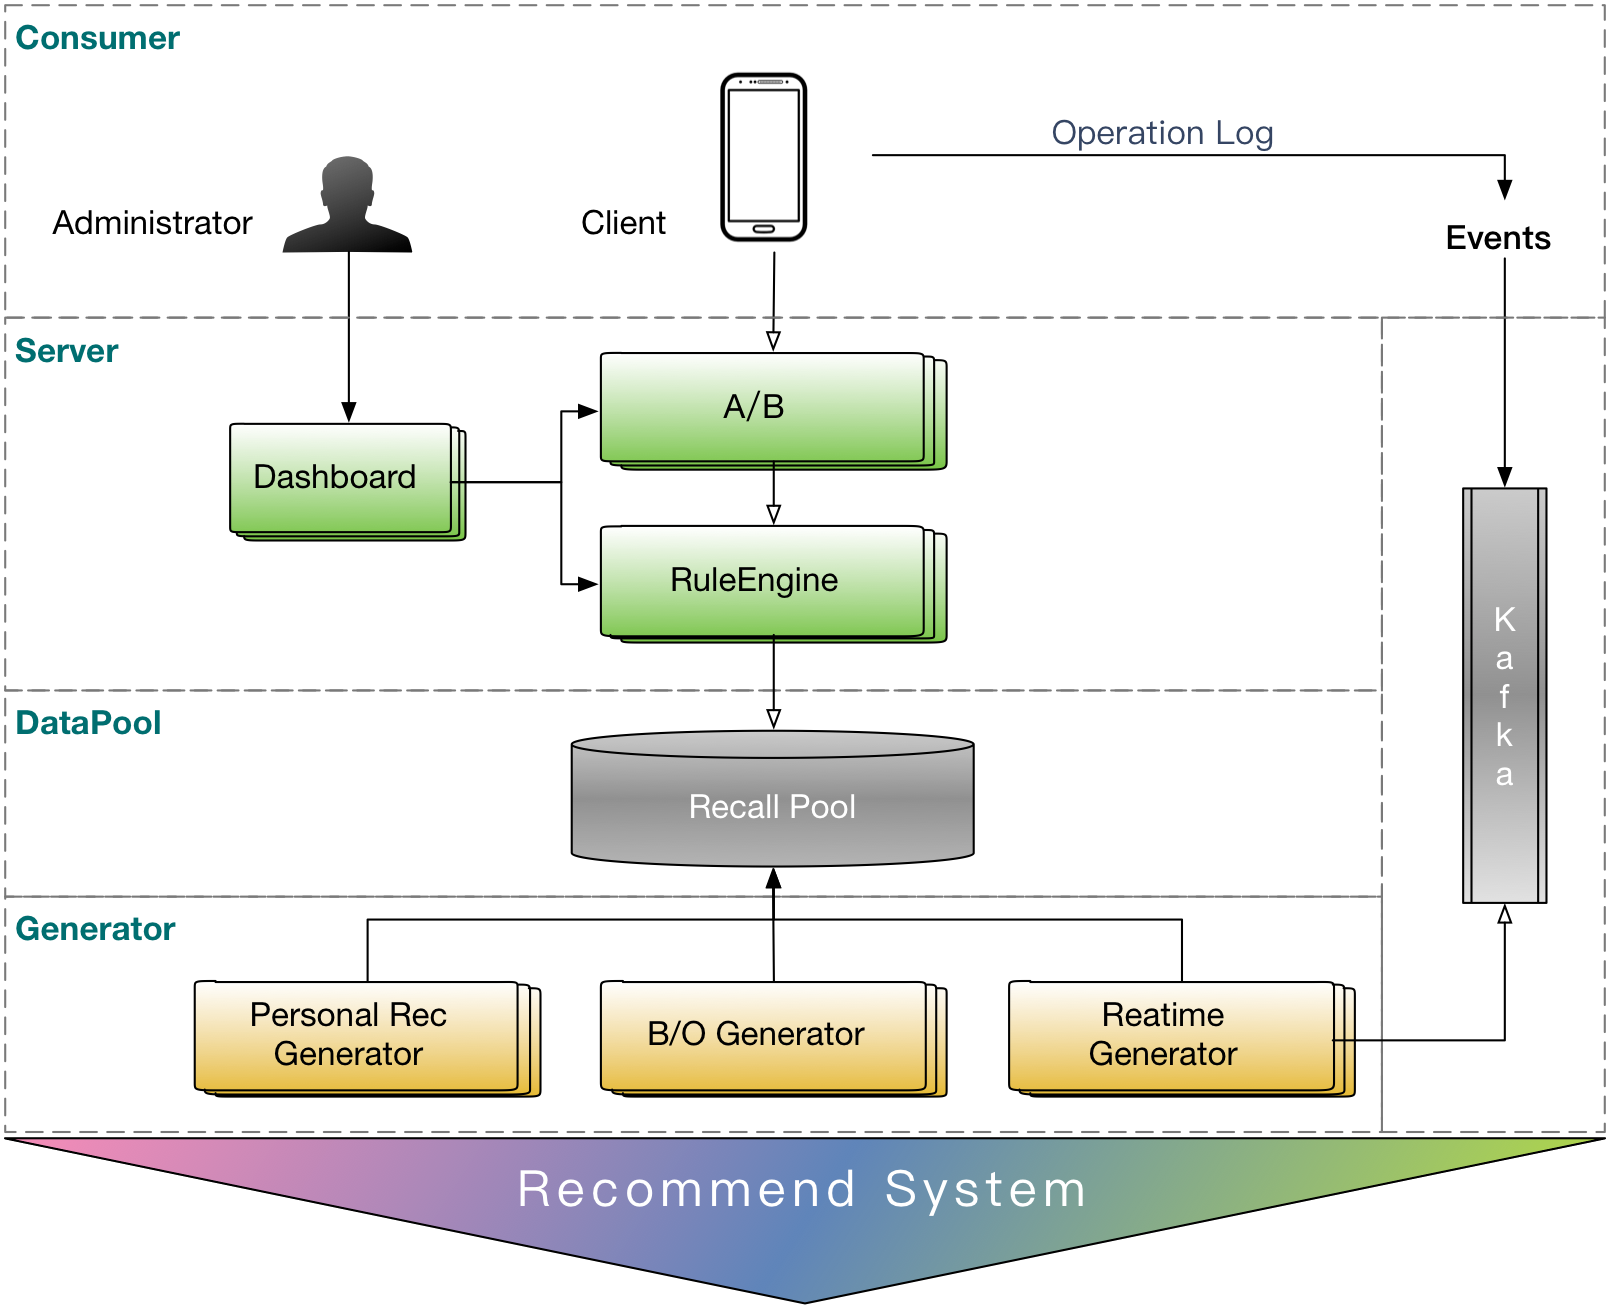 Consumer
Operation Log
Administrator
Client
Events
Server
A/B
Dashboard
RuleEngine
K
a
f
k
a
DataPool
Recall Pool
Generator
Personal Rec
Generator
B/O Generator
Reatime
Generator
Recommend System